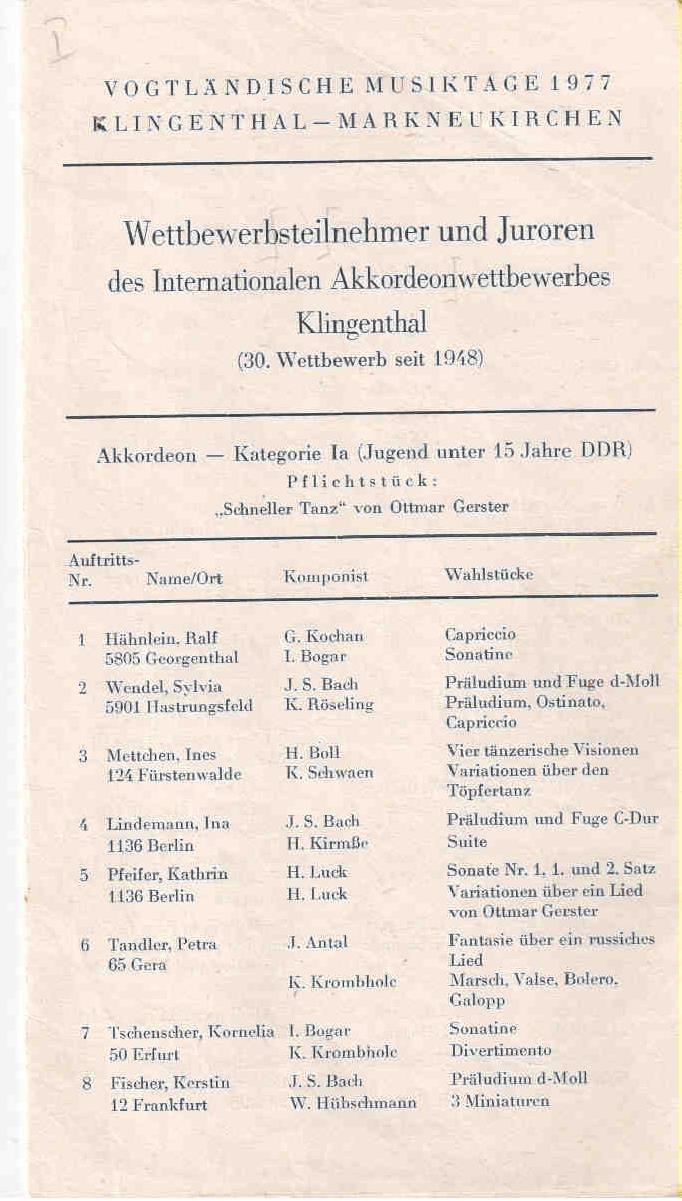 I
VOGTLÄNDISCHE MUSIKTAGE 1977
KLINGENTHAL – MARKNEUKIRCHEN
Wettbewerbsteilnehmer und Juroren
des Internationalen Akkordeonwettbewerbes
Klingenthal
(30. Wettbewerb seit 1948)
Akkordeon — Kategorie Ia (Jugend unter 15 Jahre DDR)
Pflichtstück:
„Schneller Tanz“ von Ottmar Gerster
Auftritts-
Nr. Name/Ort Komponist Wahlstücke
1 Hähnlein, Ralf G. Kochan Capriccio
5805 Georgenthal I. Bogar Sonatine
2 Wendel, Sylvia J. S. Bach Präludium und Fuge d-Moll
5901 Hastrungsfeld K. Röseling Präludium, Ostinato,
Capriccio
3 Mettchen, Ines H. Boll Vier tänzerische Visionen
124 Fürstenwalde K. Schwaen Variationen über den
Töpfertanz
4 Lindemann, Ina J. S. Bach Präludium und Fuge C-Dur
1136 Berlin H. Kirmße Suite
5 Pfeifer, Kathrin H. Luck Sonate Nr. 1, 1. und 2. Satz
1136 Berlin H. Luck Variationen über ein Lied
von Ottmar Gerster
6 Tandler, Petra J. Antal Fantasie über ein russiches
65 Gera Lied
K. Krombholc Marsch, Valse, Bolero,
Galopp
7 Tschenscher, Kornelia I. Bogar Sonatine
50 Erfurt K. Krombholc Divertimento
8 Fischer, Kerstin J. S. Bach Präludium d-Moll
12 Frankfurt W. Hübschmann 3 Miniaturen